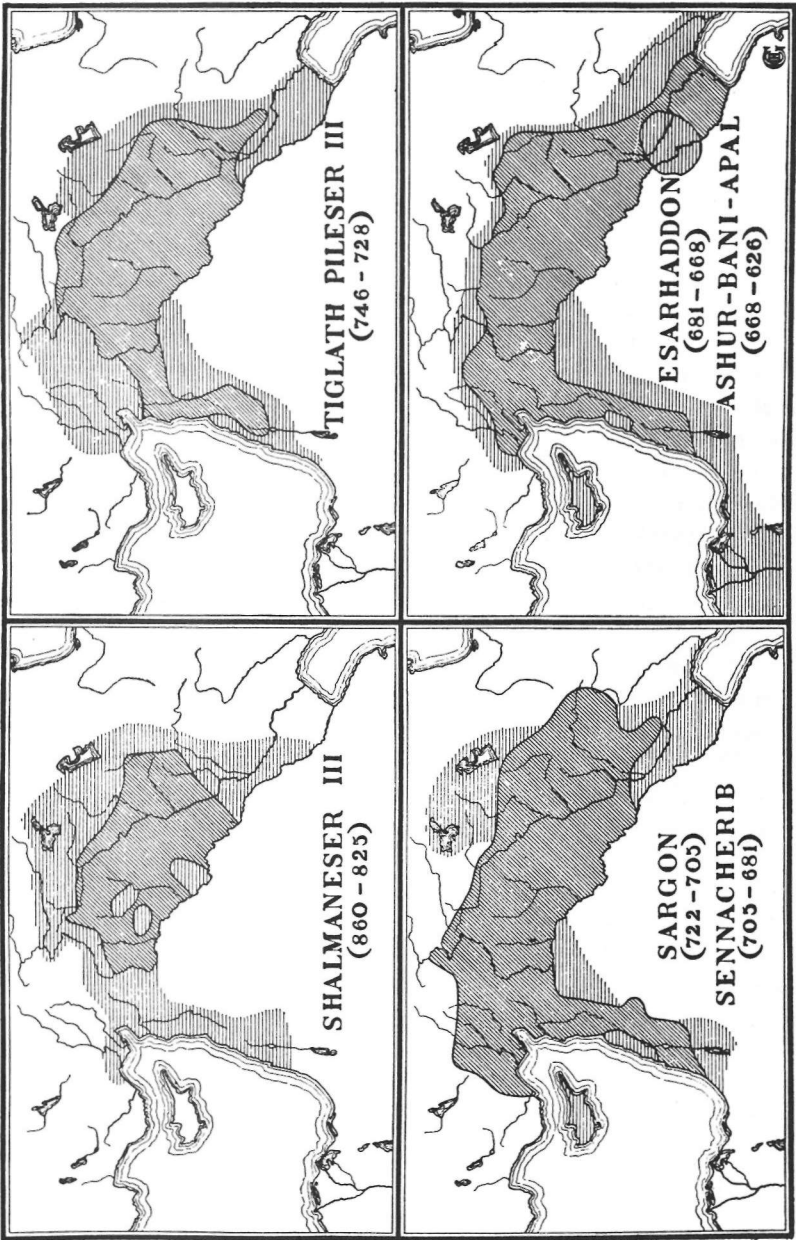 SHALMANESER III
(860-825)
TIGLATH PILESER III
(746-728)
SARGON
(722-705)
SENNACHERIB
(705-681)
ESARHADDON
(681-668)
ASHUR-BANI-APAL
(668-626)